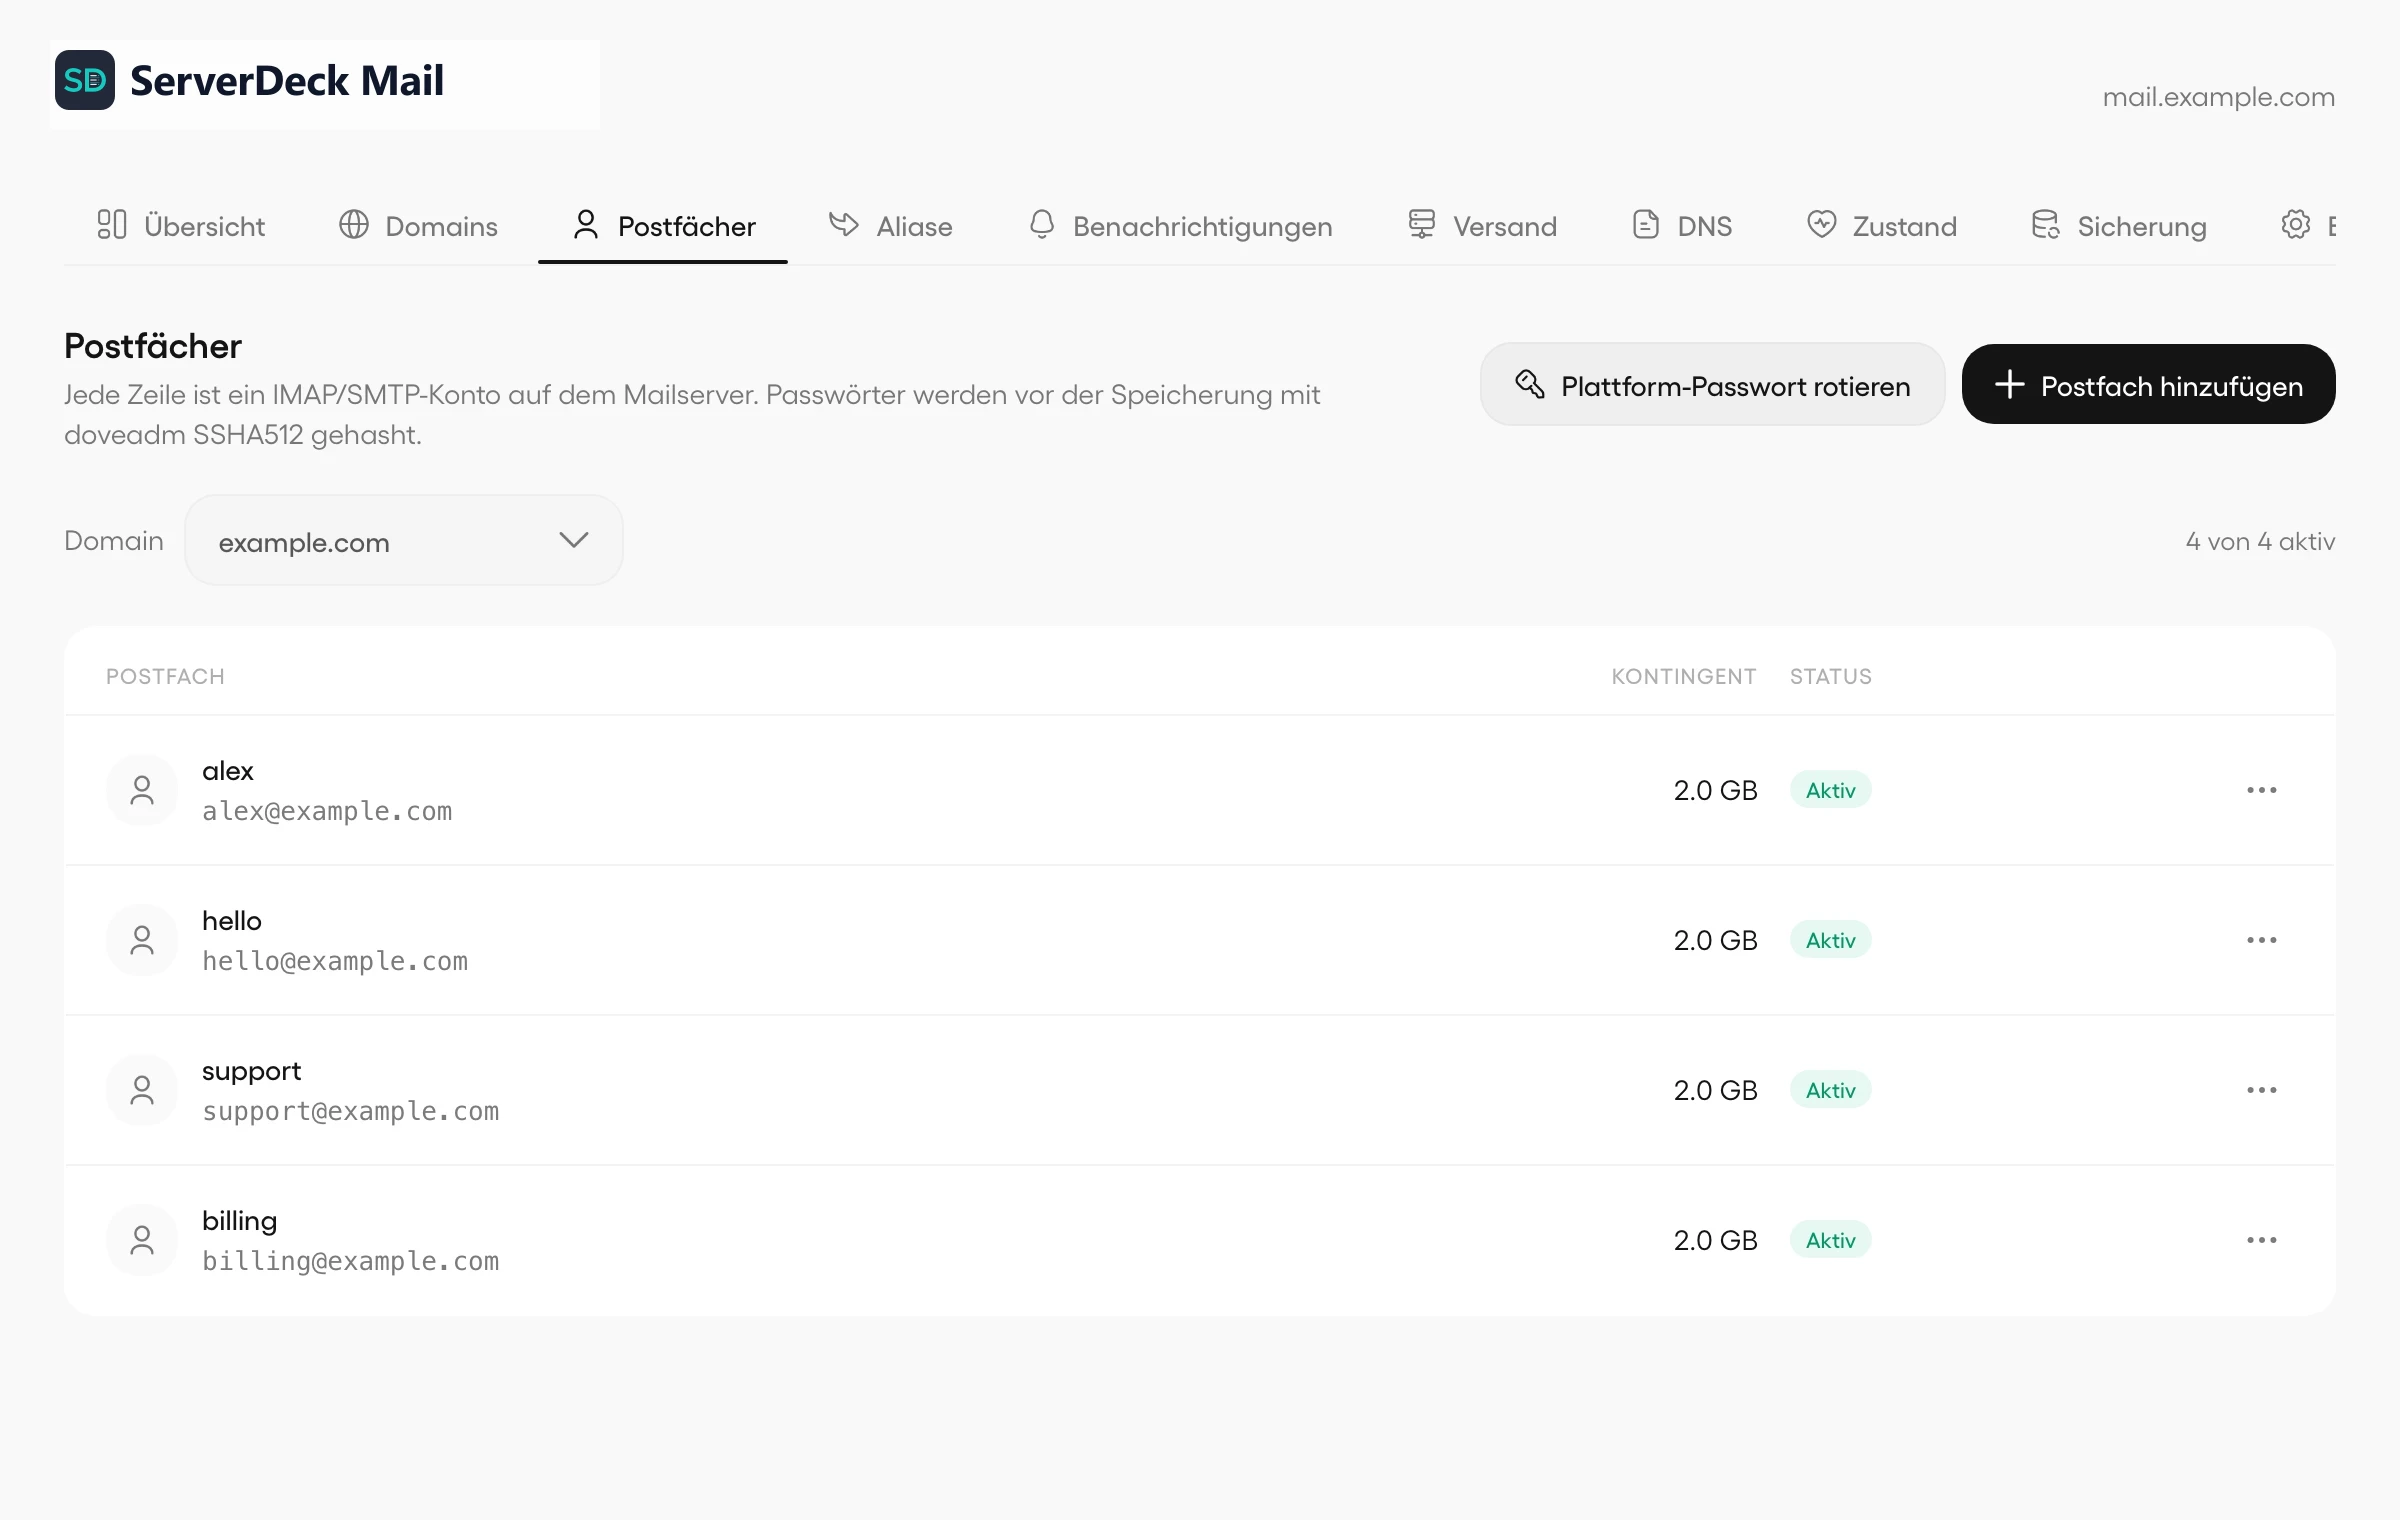 SD ServerDeck Mail
mail.example.com
Übersicht Domains Postfächer Aliase Benachrichtigungen Versand DNS Zustand Sicherung
Postfächer
Jede Zeile ist ein IMAP/SMTP-Konto auf dem Mailserver. Passwörter werden vor der Speicherung mit
doveadm SSHA512 gehasht.
Plattform-Passwort rotieren
Postfach hinzufügen
Domain example.com
4 von 4 aktiv
POSTFACH KONTINGENT STATUS
alex
alex@example.com
2.0 GB Aktiv
hello
hello@example.com
2.0 GB Aktiv
support
support@example.com
2.0 GB Aktiv
billing
billing@example.com
2.0 GB Aktiv